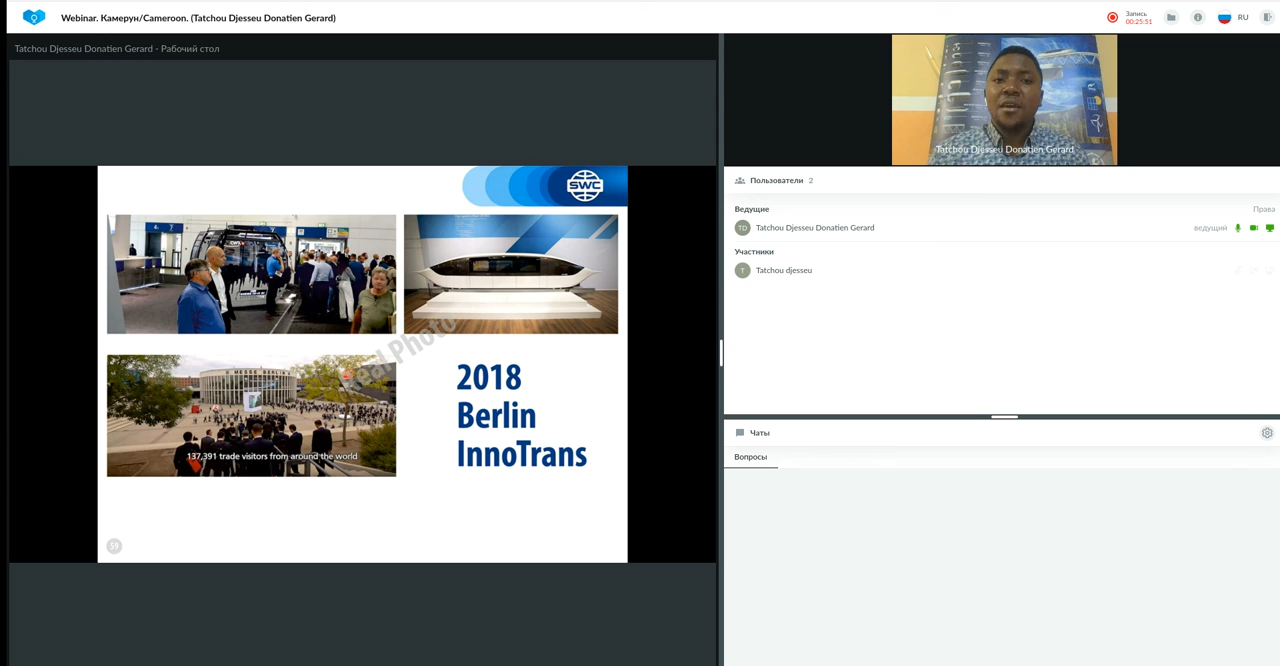 Webinar. Камерун/Cameroon. (Tatchou Djesseu Donatien Gerard)
Запись
00:25:51
RU
Tatchou Djesseu Donatien Gerard - Рабочий стол
SWC
137,391 trade visitors from around the world
2018
Berlin
InnoTrans
59
Tatchou Djesseu Donatien Gerard
Пользователи 2
Ведущие
Права
TD
Tatchou Djesseu Donatien Gerard
ведущий
Участники
T
Tatchou djesseu
Чаты
Вопросы